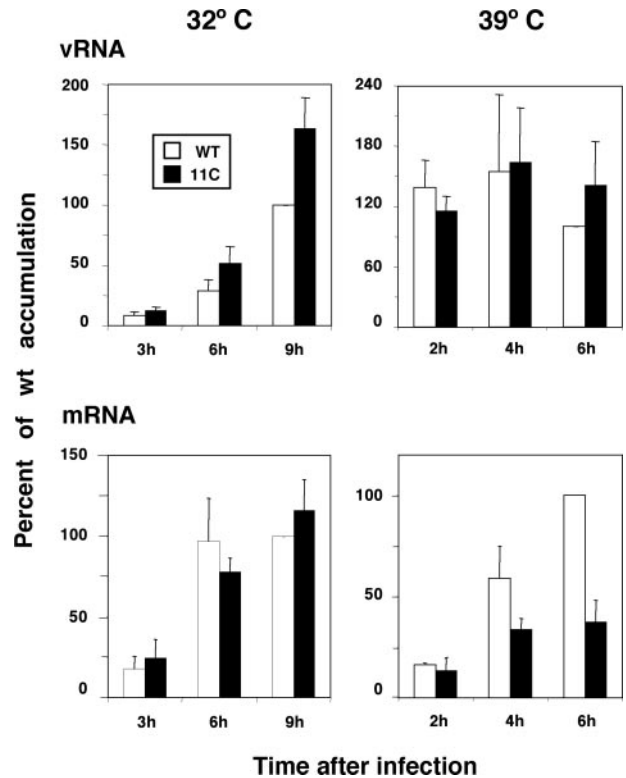 32º C
39º C
vRNA
200
150
100
50
0
WT
11C
3h
6h
9h
240
180
120
60
0
2h
4h
6h
Percent of wt accumulation
mRNA
150
100
50
0
3h
6h
9h
100
50
0
2h
4h
6h
Time after infection